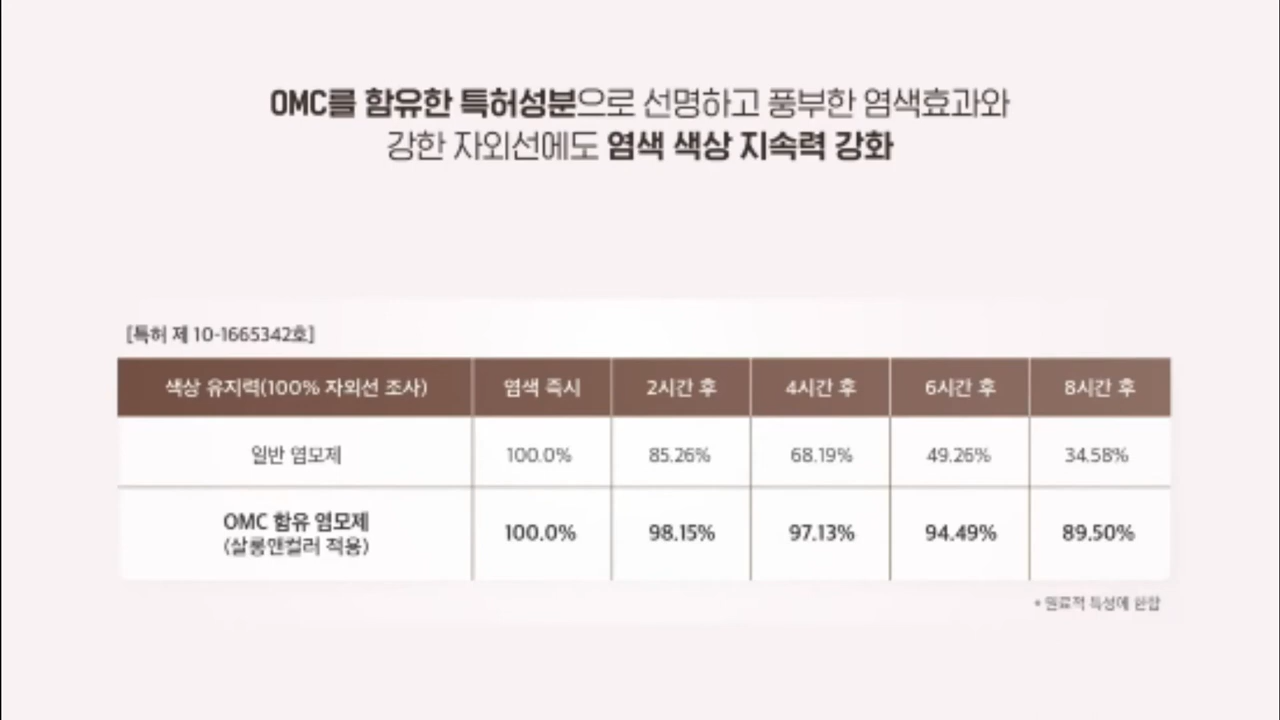 OMC를 함유한 특허성분으로 선명하고 풍부한 염색효과와
강한 자외선에도 염색 색상 지속력 강화
[특허 제 10-1665342호]
색상 유지력(100% 자외선 조사) 염색 즉시 2시간 후 4시간 후 6시간 후 8시간 후
일반 염모제 100.0% 85.26% 68.19% 49.26% 34.58%
OMC 함유 염모제
(살롱앤컬러 적용) 100.0% 98.15% 97.13% 94.49% 89.50%
* 원료적 특성에 한함